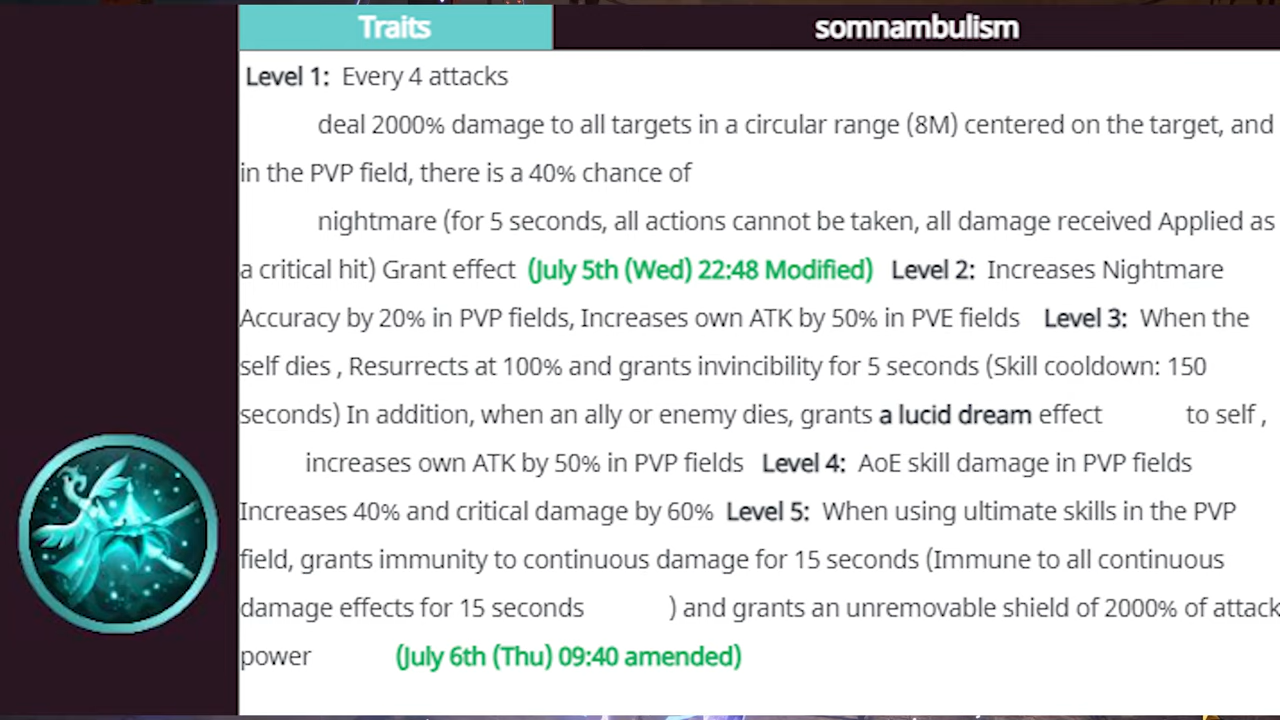 Traits somnambulism
Level 1: Every 4 attacks
deal 2000% damage to all targets in a circular range (8M) centered on the target, and
in the PVP field, there is a 40% chance of
nightmare (for 5 seconds, all actions cannot be taken, all damage received Applied as
a critical hit) Grant effect (July 5th (Wed) 22:48 Modified) Level 2: Increases Nightmare
Accuracy by 20% in PVP fields, Increases own ATK by 50% in PVE fields Level 3: When the
self dies , Resurrects at 100% and grants invincibility for 5 seconds (Skill cooldown: 150
seconds) In addition, when an ally or enemy dies, grants a lucid dream effect to self ,
increases own ATK by 50% in PVP fields Level 4: AoE skill damage in PVP fields
Increases 40% and critical damage by 60% Level 5: When using ultimate skills in the PVP
field, grants immunity to continuous damage for 15 seconds (Immune to all continuous
damage effects for 15 seconds ) and grants an unremovable shield of 2000% of attack
power (July 6th (Thu) 09:40 amended)